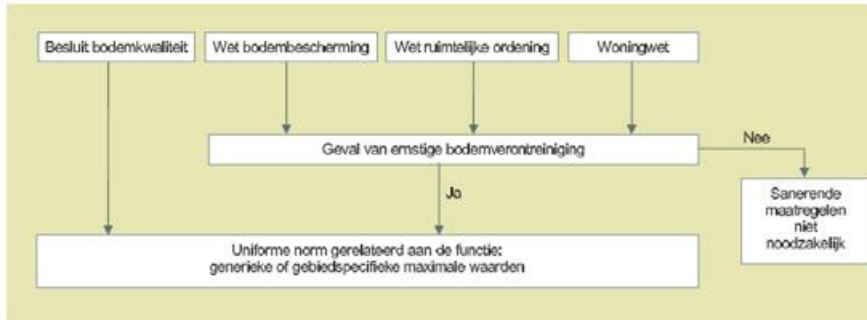 Besluit bodemkwaliteit
Wet bodembescherming
Wet ruimtelijke ordening
Woningwet
Geval van ernstige bodemverontreiniging
Nee
Ja
Sanerende
maatregelen
niet
noodzakelijk
Uniforme norm gerelateerd aan de functie:
generieke of gebiedspecifieke maximale waarden